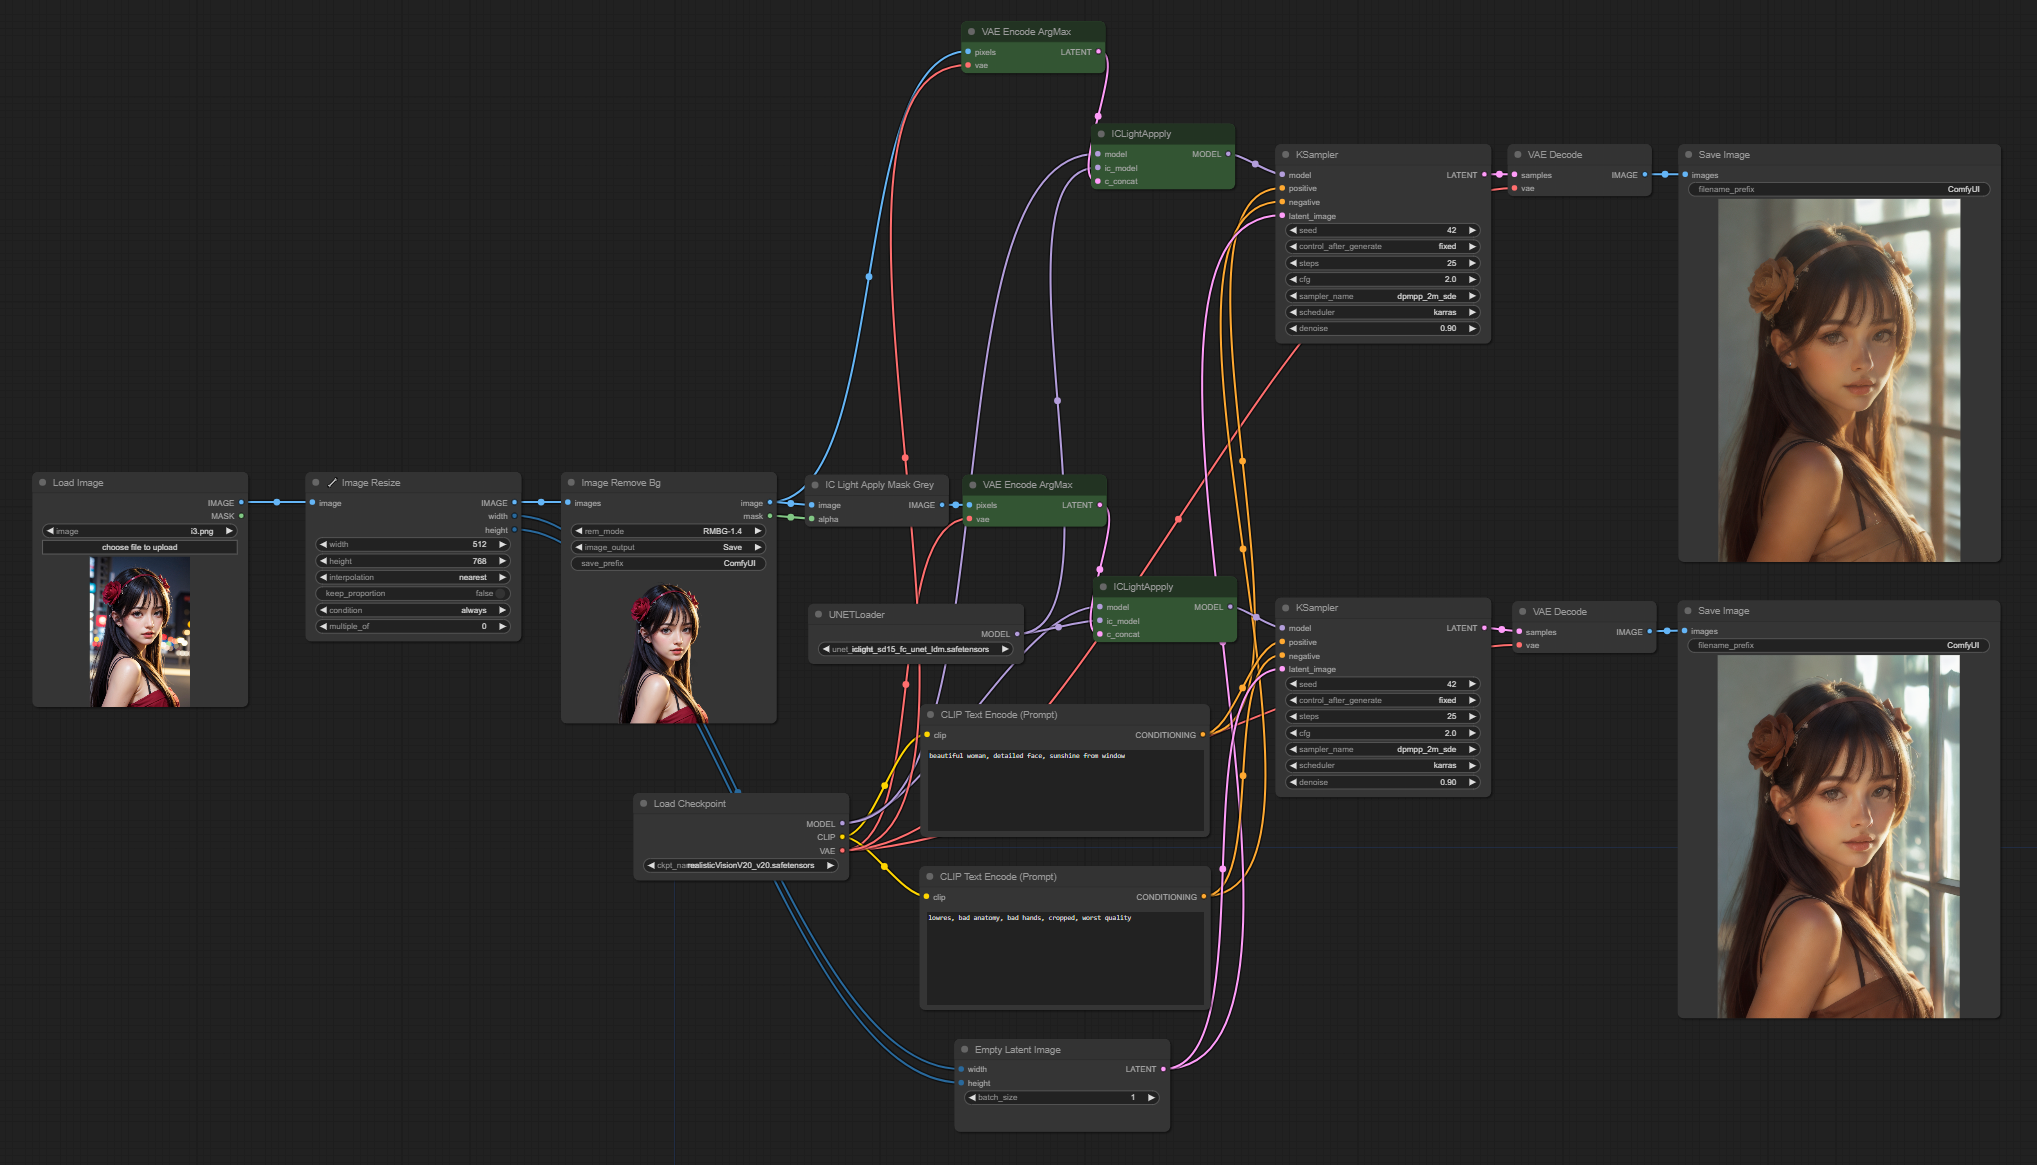 VAE Encode ArgMax
pixels LATENT
vae
ICLightAppply
model MODEL
ic_model
c_concat
KSampler
model LATENT
positive
negative
latent_image
seed 42
control_after_generate fixed
steps 25
cfg 2.0
sampler_name dpmpp_2m_sde
scheduler karras
denoise 0.90
VAE Decode
samples IMAGE
vae
Save Image
images
filename_prefix ComfyUI
Load Image
IMAGE
MASK
image i3.png
choose file to upload
Image Resize
image IMAGE
width
height
width 512
height 768
interpolation nearest
keep_proportion false
condition always
multiple_of 0
Image Remove Bg
images image
mask
rem_mode RMBG-1.4
image_output Save
save_prefix ComfyUI
IC Light Apply Mask Grey
image IMAGE
alpha
VAE Encode ArgMax
pixels LATENT
vae
UNETLoader
MODEL
unet_iclight_sd15_fc_unet_ldm.safetensors
ICLightAppply
model MODEL
ic_model
c_concat
KSampler
model LATENT
positive
negative
latent_image
seed 42
control_after_generate fixed
steps 25
cfg 2.0
sampler_name dpmpp_2m_sde
scheduler karras
denoise 0.90
VAE Decode
samples IMAGE
vae
Save Image
images
filename_prefix ComfyUI
Load Checkpoint
MODEL
CLIP
VAE
ckpt_na realisticVisionV20_v20.safetensors
CLIP Text Encode (Prompt)
clip CONDITIONING
beautiful woman, detailed face, sunshine from window
CLIP Text Encode (Prompt)
clip CONDITIONING
lowres, bad anatomy, bad hands, cropped, worst quality
Empty Latent Image
width LATENT
height
batch_size 1